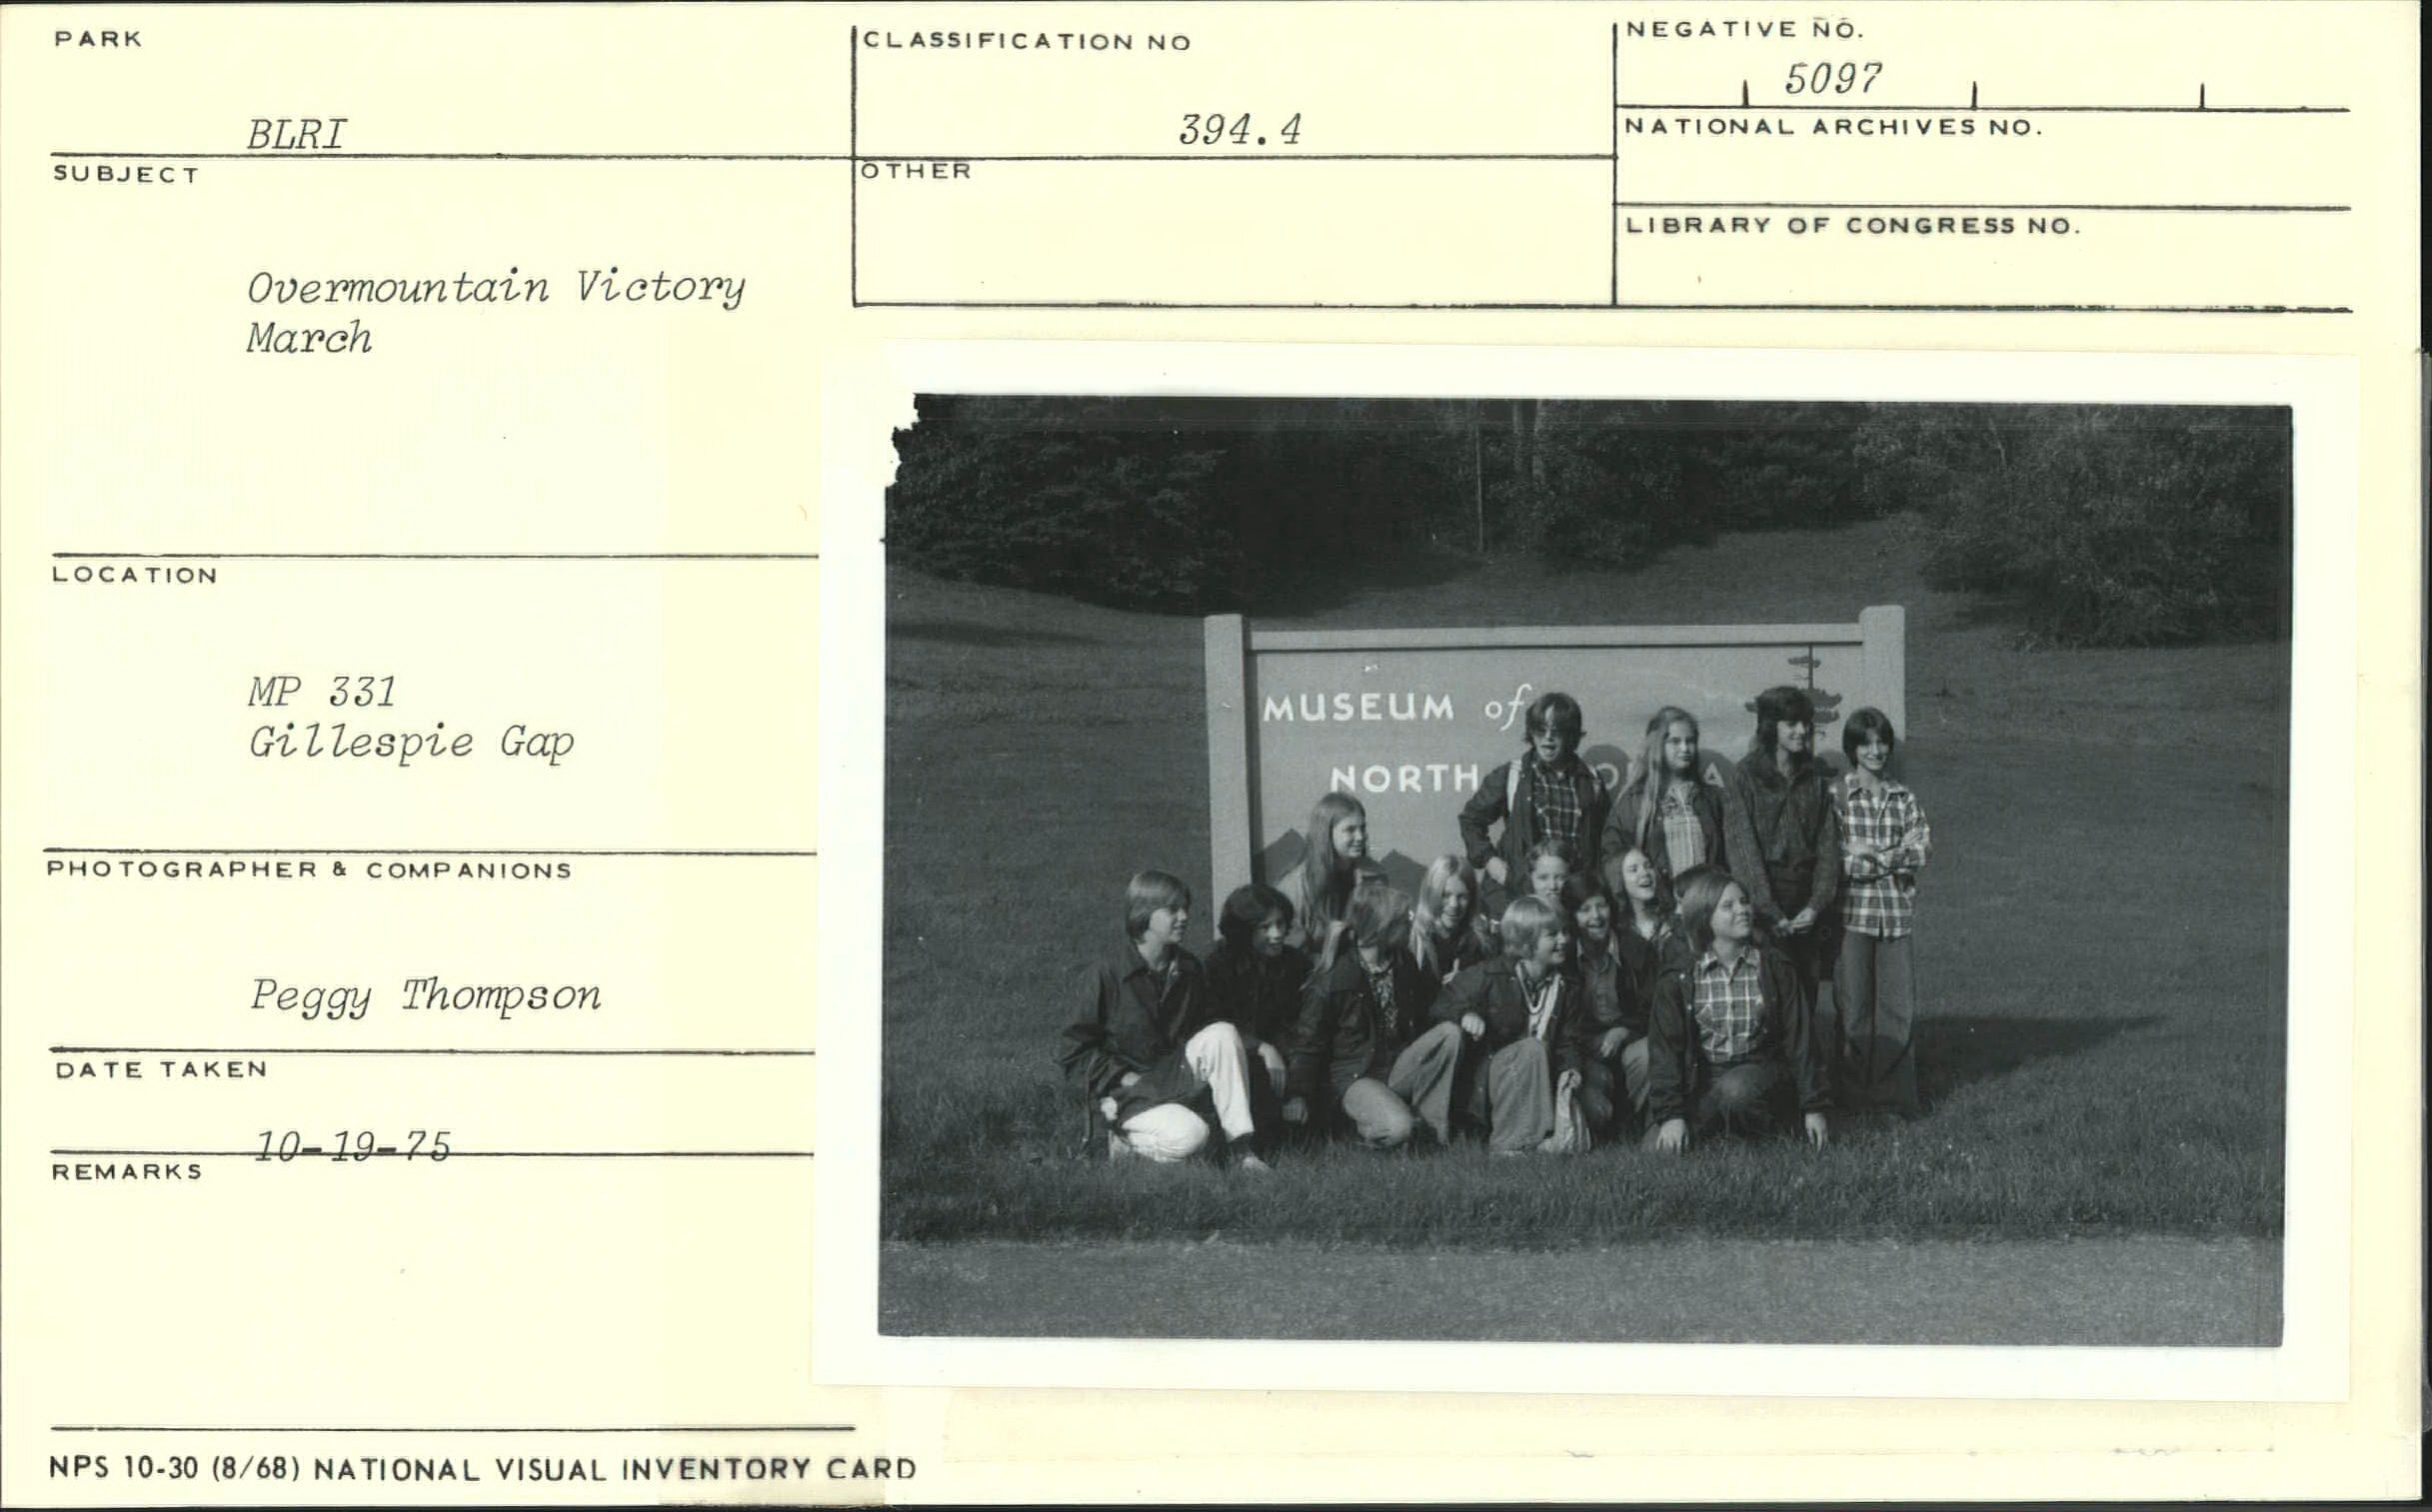 PARK
BLRI
CLASSIFICATION NO
394.4
NEGATIVE NO.
5097
NATIONAL ARCHIVES NO.
LIBRARY OF CONGRESS NO.
OTHER
SUBJECT
Overmountain Victory
March
LOCATION
MP 331
Gillespie Gap
PHOTOGRAPHER & COMPANIONS
Peggy Thompson
DATE TAKEN
10-19-75
REMARKS
MUSEUM of
NORTH
NPS 10-30 (8/68) NATIONAL VISUAL INVENTORY CARD